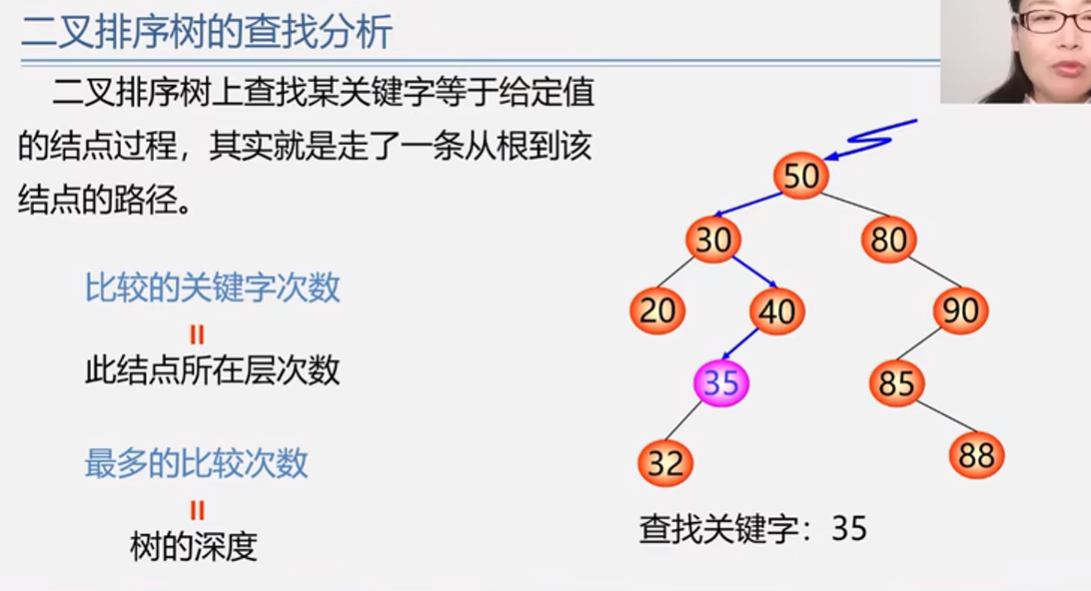 二叉排序树的查找分析
二叉排序树上查找某关键字等于给定值
的结点过程，其实就是走了一条从根到该
结点的路径。
比较的关键字次数
=
此结点所在层次数
最多的比较次数
=
树的深度
50
30 80
20 40 90
35 85
32 88
查找关键字：35